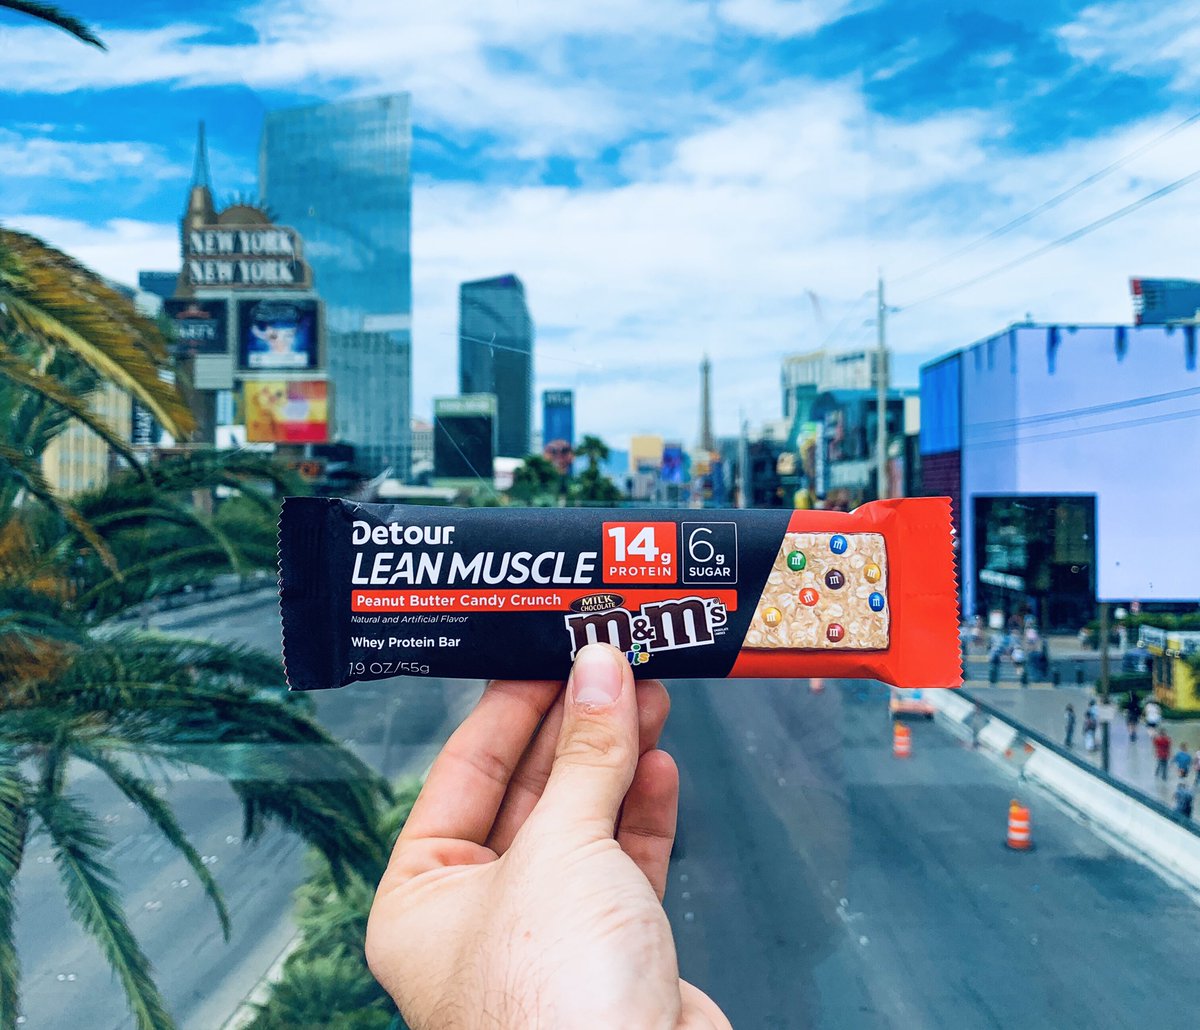 NEW YORK
NEW YORK
Detour
LEAN MUSCLE
14g
PROTEIN
6g
SUGAR
Peanut Butter Candy Crunch
Natural and Artificial Flavor
Whey Protein Bar
1.9 OZ/55g
MILK
CHOCOLATE
m&m's
m
m
m
m
m
m
m
m